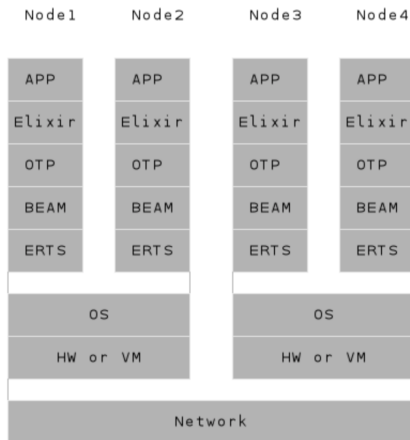 Node1 Node2 Node3 Node4
APP APP APP APP
Elixir Elixir Elixir Elixir
OTP OTP OTP OTP
BEAM BEAM BEAM BEAM
ERTS ERTS ERTS ERTS
OS OS
HW or VM HW or VM
Network